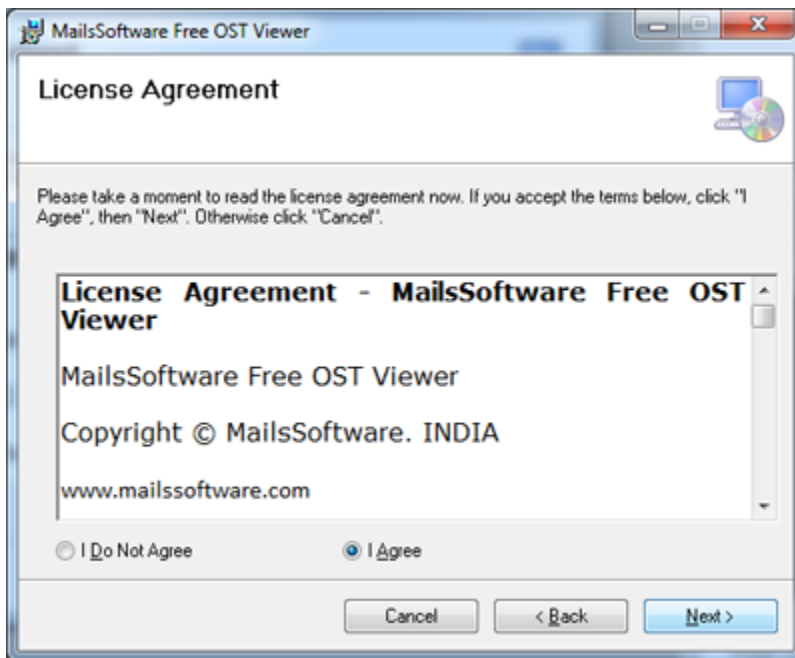 MailsSoftware Free OST Viewer
License Agreement
Please take a moment to read the license agreement now. If you accept the terms below, click "I
Agree", then "Next". Otherwise click "Cancel".
License Agreement - MailsSoftware Free OST
Viewer
MailsSoftware Free OST Viewer
Copyright © MailsSoftware. INDIA
www.mailssoftware.com
I Do Not Agree
I Agree
Cancel
< Back
Next >